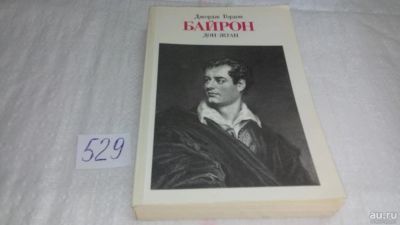 Джордж Гордон
БАЙРОН
ДОН ЖУАН
529
au.ru